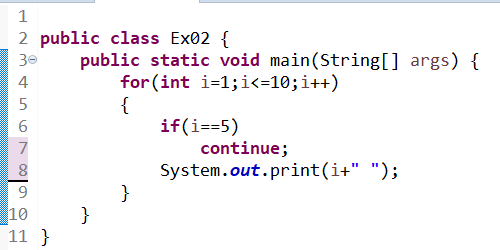 1
2 public class Ex02 {
3     public static void main(String[] args) {
4         for(int i=1;i<=10;i++)
5         {
6             if(i==5)
7                 continue;
8             System.out.print(i+" ");
9         }
10     }
11 }